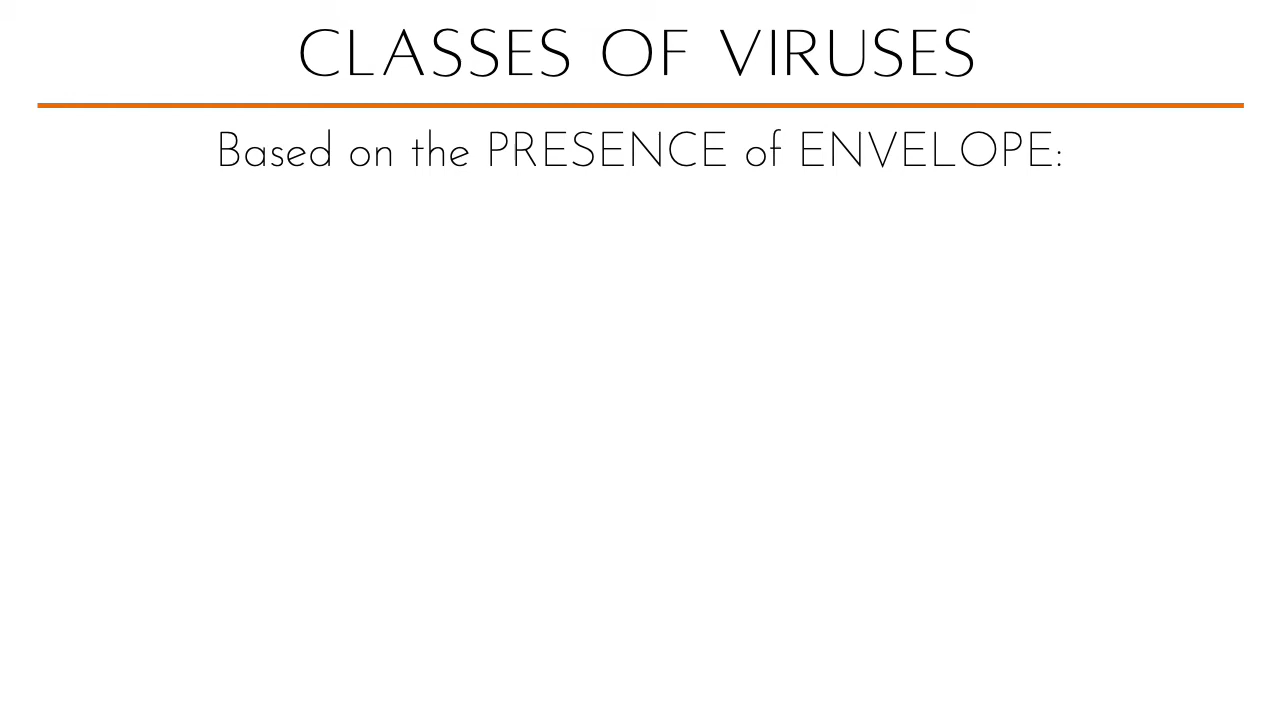 CLASSES OF VIRUSES
Based on the PRESENCE of ENVELOPE: